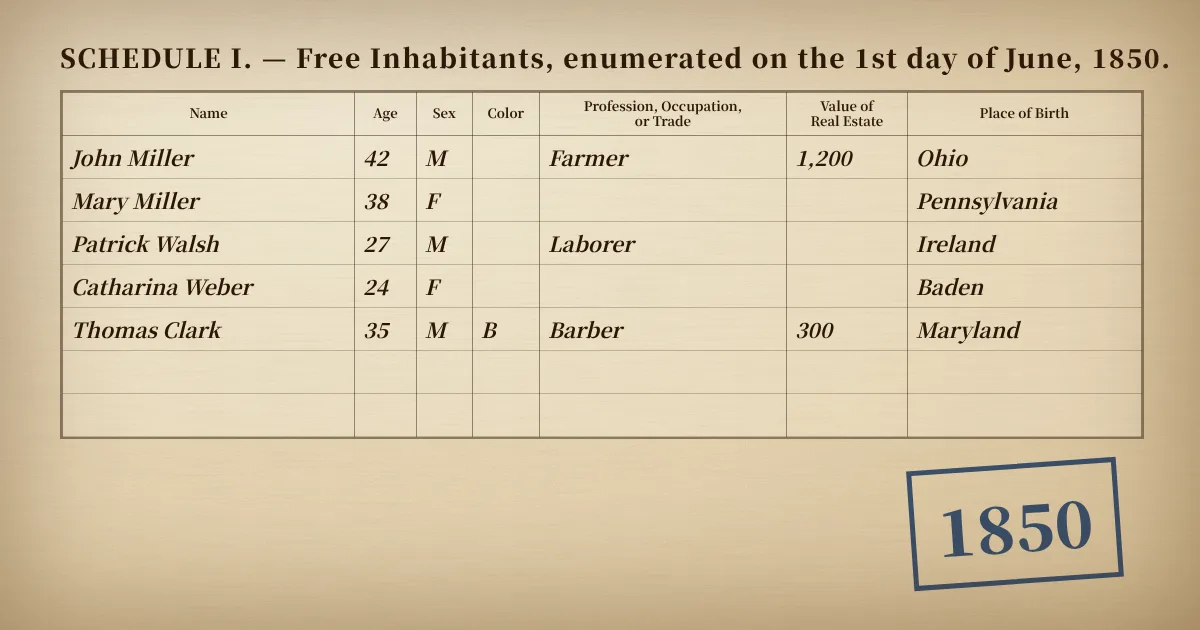 SCHEDULE I. — Free Inhabitants, enumerated on the 1st day of June, 1850.
Name Age Sex Color Profession, Occupation, or Trade Value of Real Estate Place of Birth
John Miller 42 M Farmer 1,200 Ohio
Mary Miller 38 F Pennsylvania
Patrick Walsh 27 M Laborer Ireland
Catharina Weber 24 F Baden
Thomas Clark 35 M B Barber 300 Maryland
1850